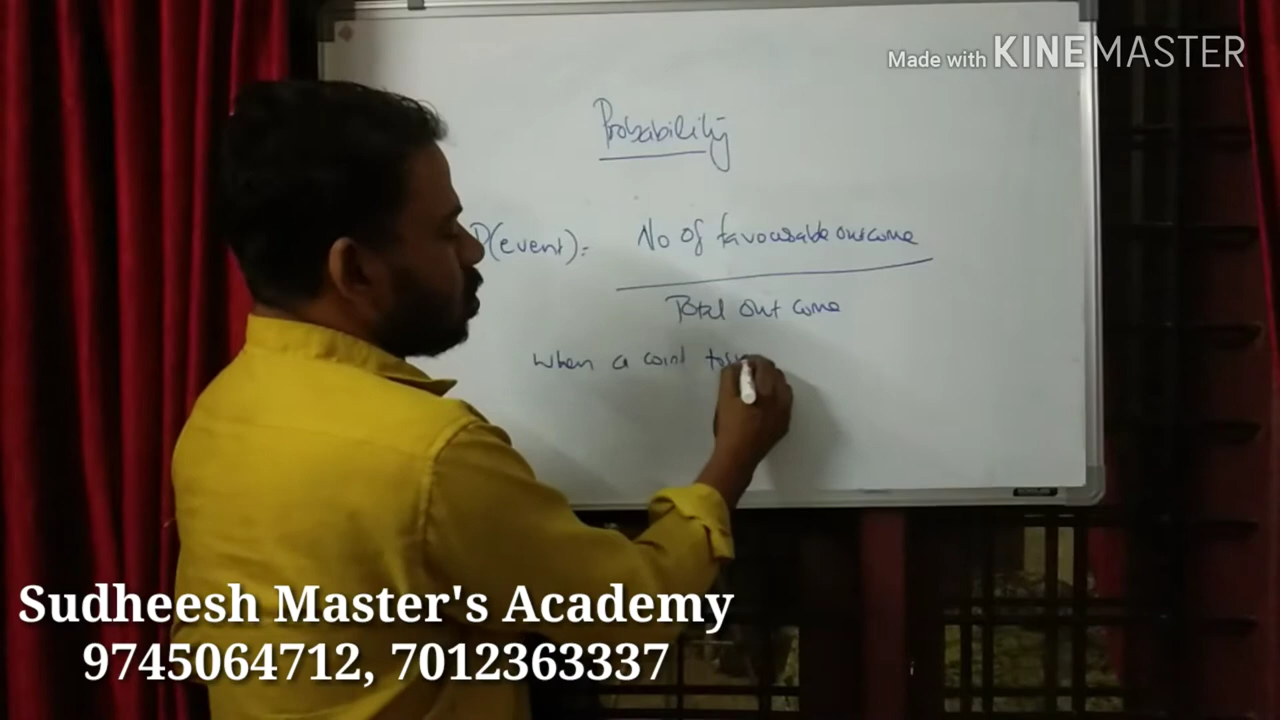 Made with KINEMASTER
Probability
P(event) = No of favourable outcome
Total out come
when a coin
Sudheesh Master's Academy
9745064712, 7012363337